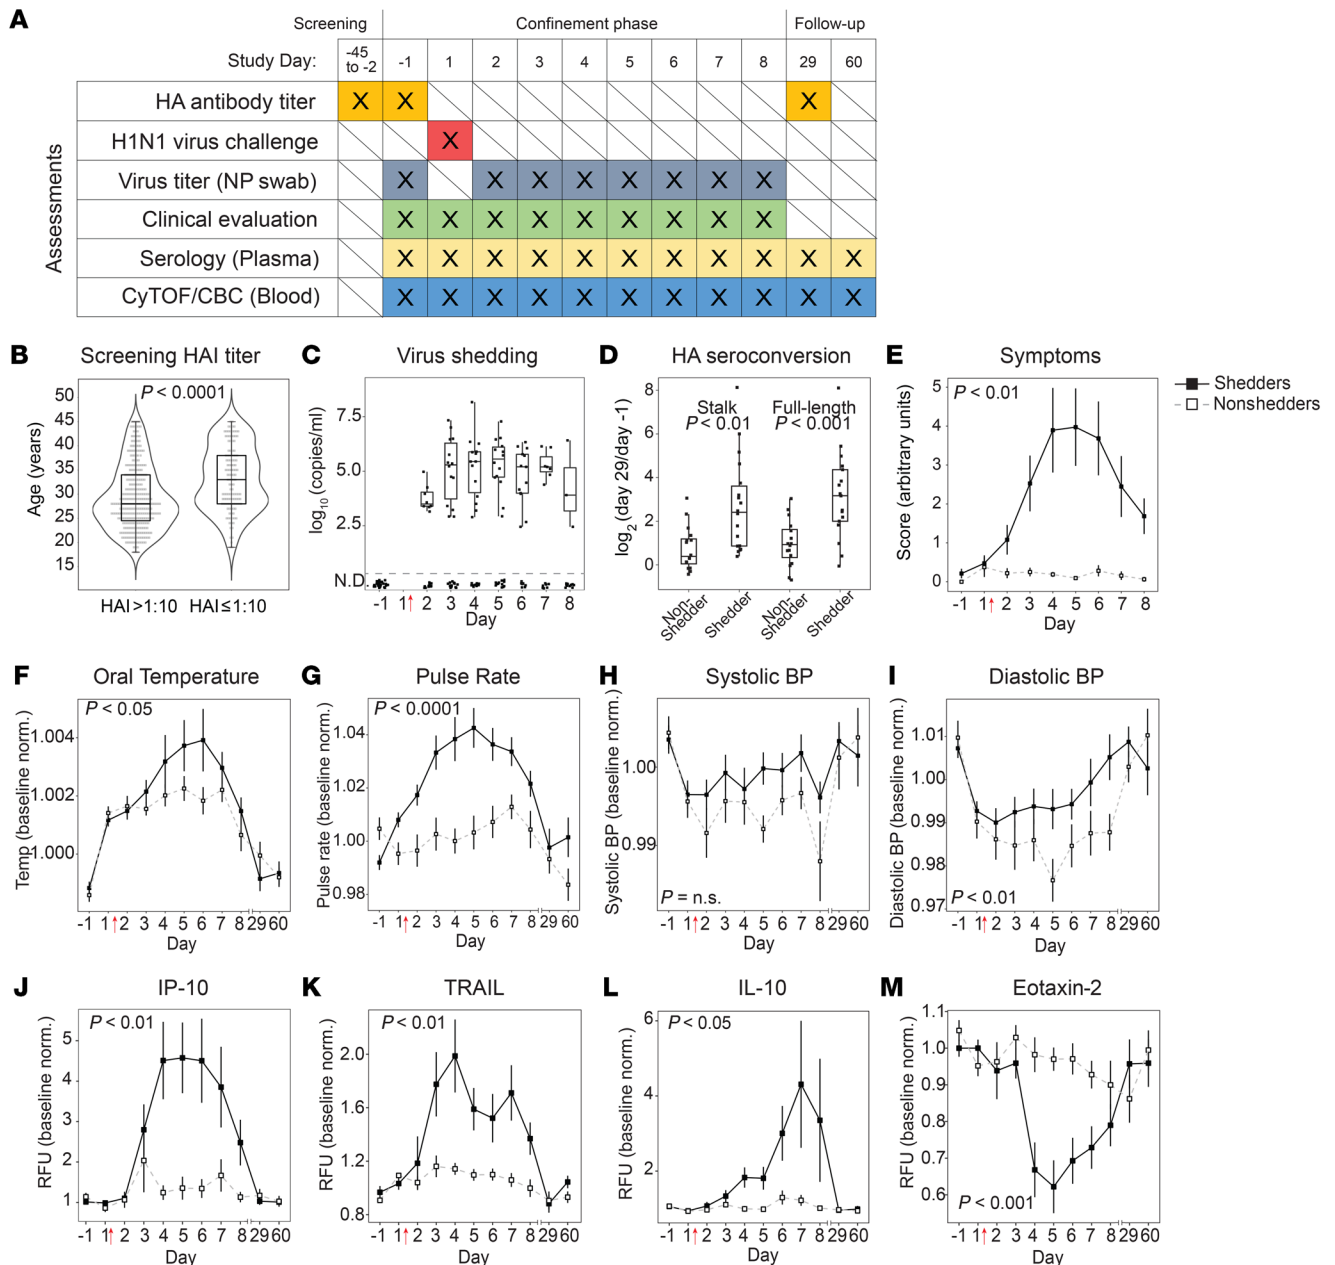 A
Screening Confinement phase Follow-up
Study Day: -45 to -2 -1 1 2 3 4 5 6 7 8 29 60
Assessments
HA antibody titer X X X
H1N1 virus challenge X
Virus titer (NP swab) X X X X X X X X
Clinical evaluation X X X X X X X X X
Serology (Plasma) X X X X X X X X X X X
CyTOF/CBC (Blood) X X X X X X X X X X X
B Screening HAI titer
P < 0.0001
Age (years)
50
45
40
35
30
25
20
15
HAI>1:10 HAI≤1:10
C Virus shedding
log10 (copies/ml)
7.5
5.0
2.5
N.D.
-1 1 2 3 4 5 6 7 8
Day
D HA seroconversion
log2 (day 29/day -1)
8
6
4
2
0
Stalk Full-length
P < 0.01 P < 0.001
Non-Shedder Shedder Non-Shedder Shedder
E Symptoms
P < 0.01
Score (arbitrary units)
5
4
3
2
1
0
-1 1 2 3 4 5 6 7 8
Day
Shedders
Nonshedders
F Oral Temperature
P < 0.05
Temp (baseline norm.)
1.004
1.002
1.000
-1 1 2 3 4 5 6 7 8 29 60
Day
G Pulse Rate
P < 0.0001
Pulse rate (baseline norm.)
1.04
1.02
1.00
0.98
-1 1 2 3 4 5 6 7 8 29 60
Day
H Systolic BP
Systolic BP (baseline norm.)
1.00
0.99
P = n.s.
-1 1 2 3 4 5 6 7 8 29 60
Day
I Diastolic BP
Diastolic BP (baseline norm.)
1.01
1.00
0.99
0.98
0.97
P < 0.01
-1 1 2 3 4 5 6 7 8 29 60
Day
J IP-10
P < 0.01
RFU (baseline norm.)
5
4
3
2
1
-1 1 2 3 4 5 6 7 8 29 60
Day
K TRAIL
P < 0.01
RFU (baseline norm.)
2.0
1.6
1.2
0.8
-1 1 2 3 4 5 6 7 8 29 60
Day
L IL-10
P < 0.05
RFU (baseline norm.)
6
4
2
-1 1 2 3 4 5 6 7 8 29 60
Day
M Eotaxin-2
RFU (baseline norm.)
1.1
1.0
0.9
0.8
0.7
0.6
P < 0.001
-1 1 2 3 4 5 6 7 8 29 60
Day